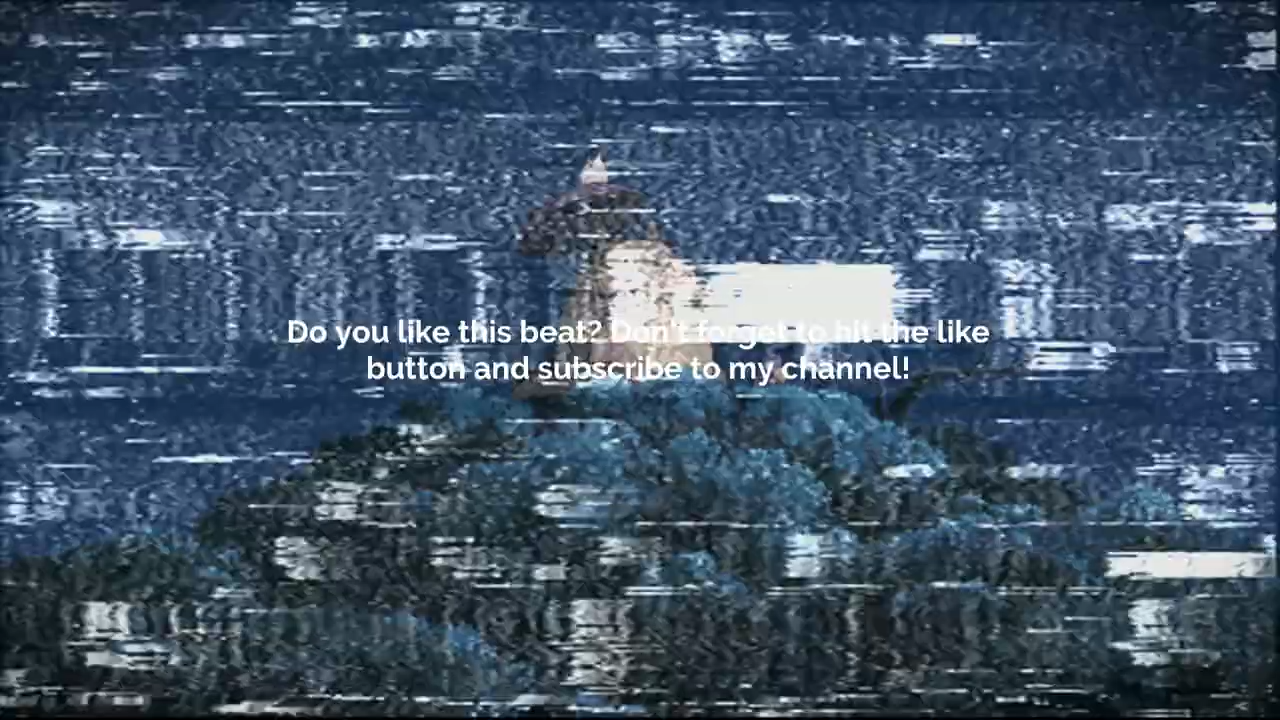 Do you like this beat? Don't forget to hit the like
button and subscribe to my channel!